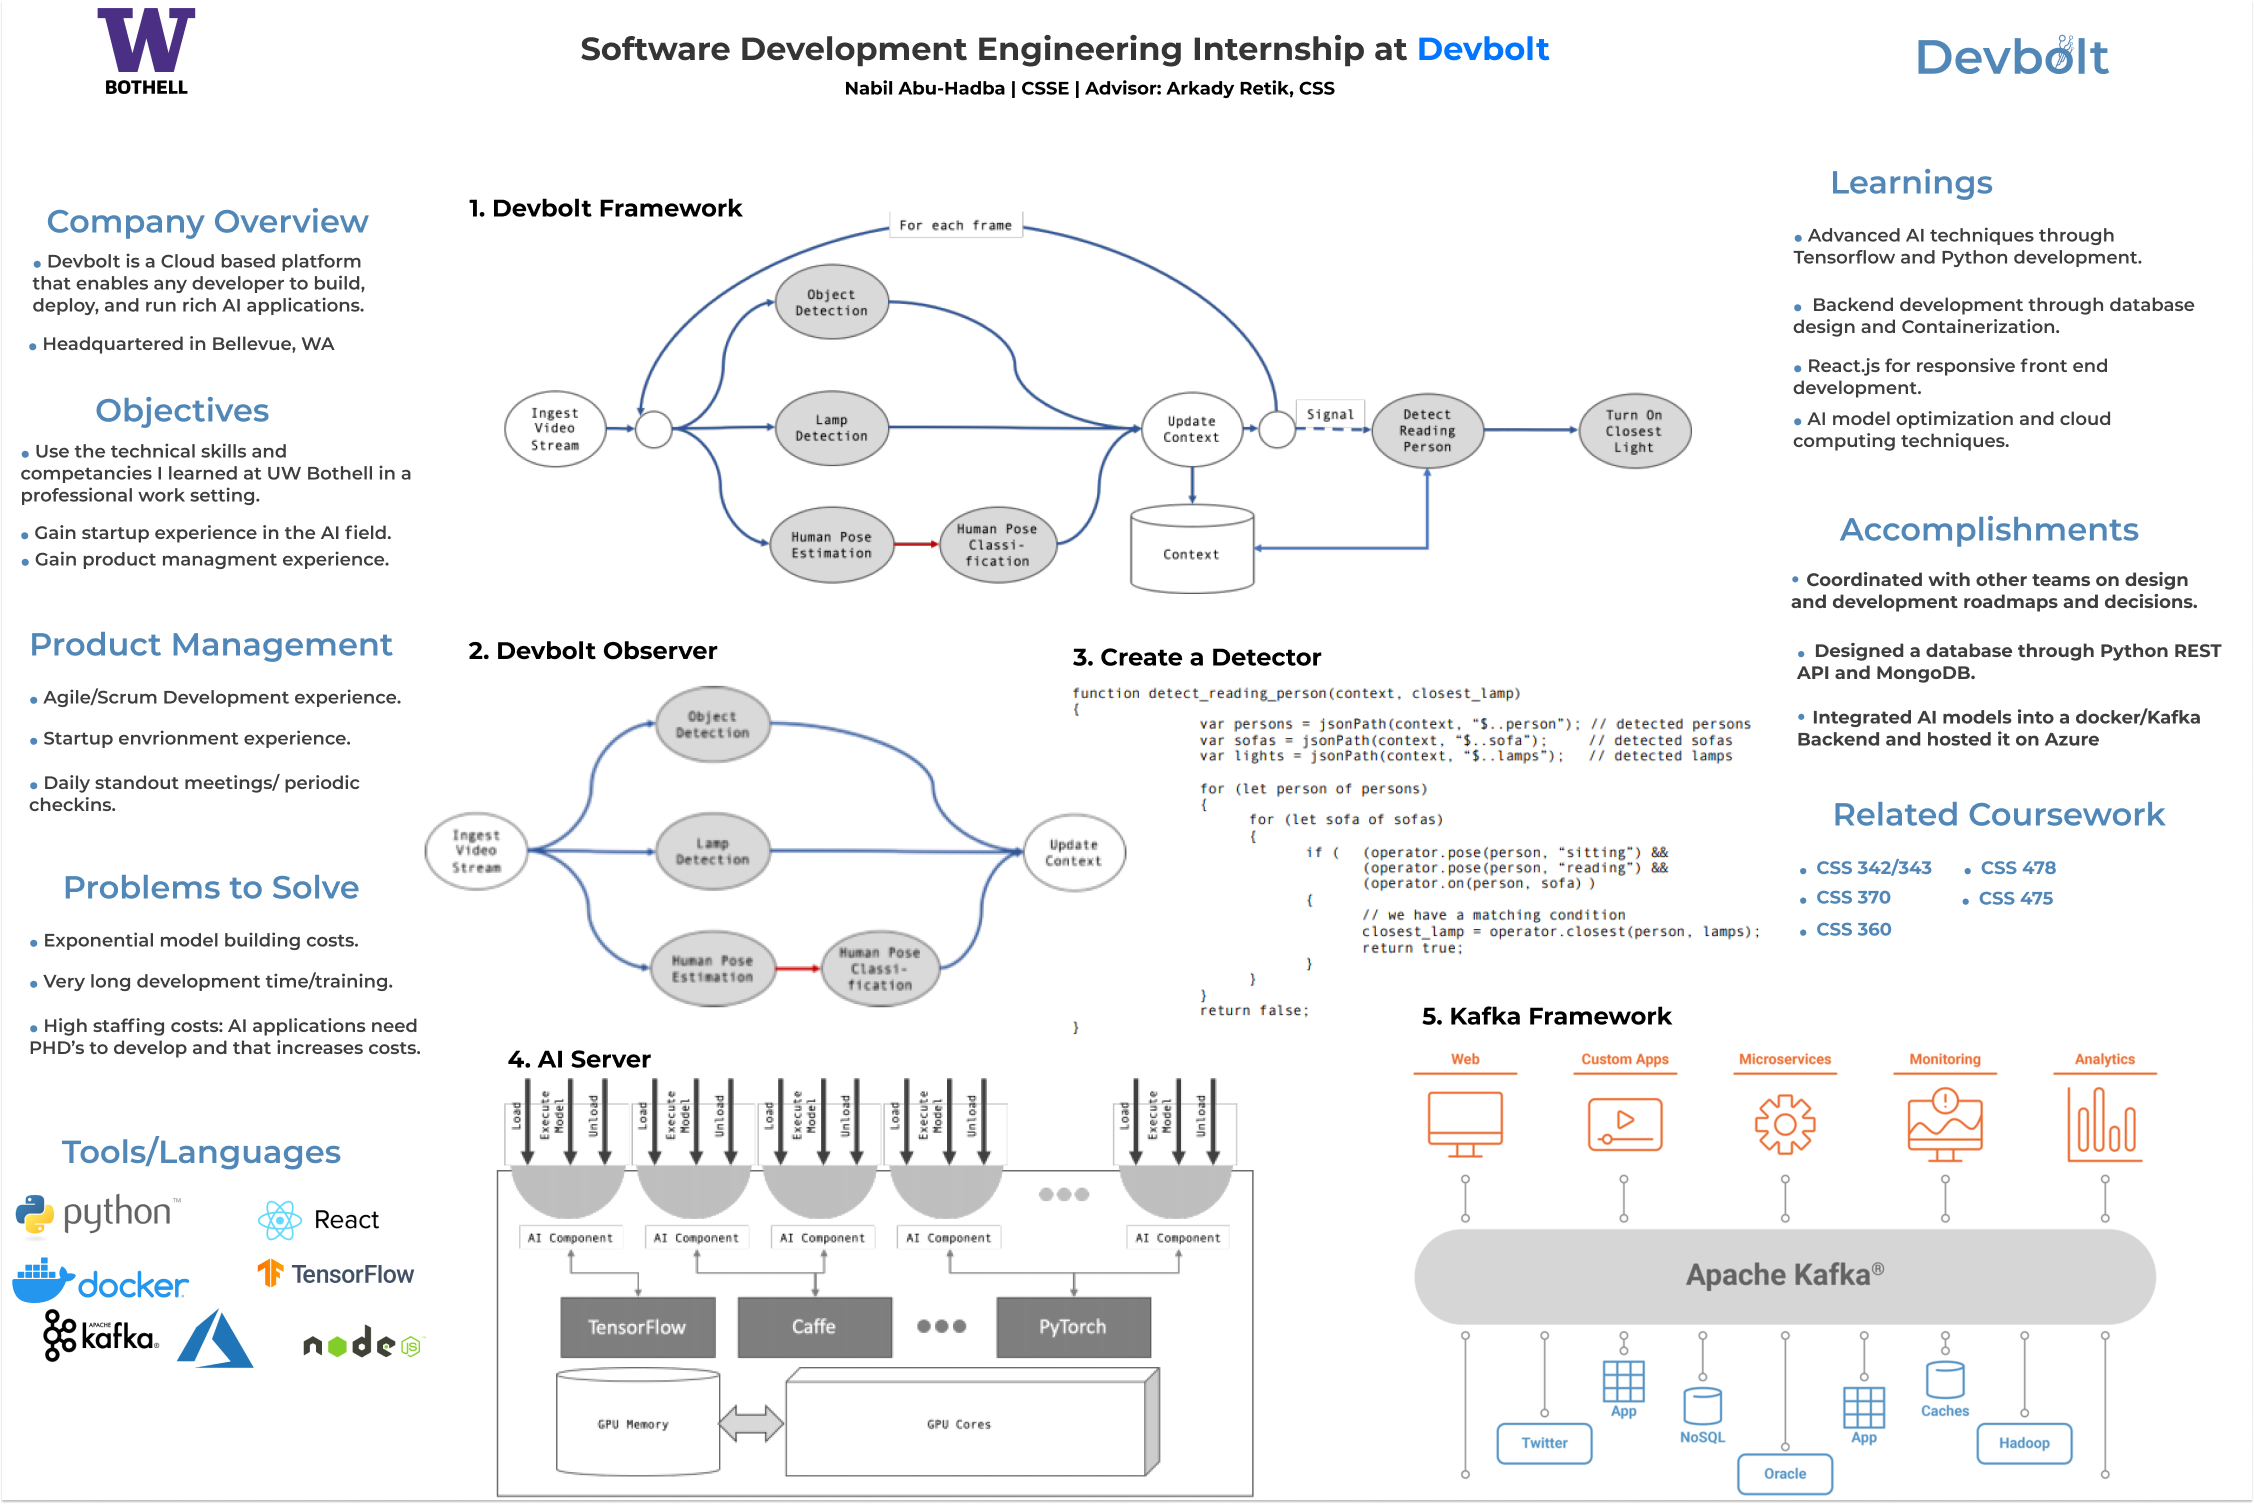 W
BOTHELL
Software Development Engineering Internship at Devbolt
Nabil Abu-Hadba | CSSE | Advisor: Arkady Retik, CSS
Devbolt
Company Overview
• Devbolt is a Cloud based platform
that enables any developer to build,
deploy, and run rich AI applications.
• Headquartered in Bellevue, WA
Objectives
• Use the technical skills and
competancies I learned at UW Bothell in a
professional work setting.
• Gain startup experience in the AI field.
• Gain product managment experience.
Product Management
• Agile/Scrum Development experience.
• Startup envrionment experience.
• Daily standout meetings/ periodic
checkins.
Problems to Solve
• Exponential model building costs.
• Very long development time/training.
• High staffing costs: AI applications need
PHD's to develop and that increases costs.
Tools/Languages
python™
React
docker
TensorFlow
APACHE
kafka®
node
JS
1. Devbolt Framework
For each frame
Object
Detection
Ingest
Video
Stream
Lamp
Detection
Update
Context
Signal
Detect
Reading
Person
Turn On
Closest
Light
Human Pose
Estimation
Human Pose
Classi-
fication
Context
2. Devbolt Observer
Object
Detection
Ingest
Video
Stream
Lamp
Detection
Update
Context
Human Pose
Estimation
Human Pose
Classi-
fication
3. Create a Detector
function detect_reading_person(context, closest_lamp)
{
var persons = jsonPath(context, "$..person"); // detected persons
var sofas = jsonPath(context, "$..sofa"); // detected sofas
var lights = jsonPath(context, "$..lamps"); // detected lamps
for (let person of persons)
{
for (let sofa of sofas)
{
if ( (operator.pose(person, "sitting") &&
(operator.pose(person, "reading") &&
(operator.on(person, sofa) )
{
// we have a matching condition
closest_lamp = operator.closest(person, lamps);
return true;
}
}
}
return false;
}
4. AI Server
Load
Execute
Model
Unload
Load
Execute
Model
Unload
Load
Execute
Model
Unload
Load
Execute
Model
Unload
Load
Execute
Model
Unload
AI Component
AI Component
AI Component
AI Component
AI Component
TensorFlow
Caffe
PyTorch
GPU Memory
GPU Cores
5. Kafka Framework
Web
Custom Apps
Microservices
Monitoring
Analytics
Apache Kafka®
App
NoSQL
App
Caches
Twitter
Oracle
Hadoop
Learnings
• Advanced AI techniques through
Tensorflow and Python development.
• Backend development through database
design and Containerization.
• React.js for responsive front end
development.
• AI model optimization and cloud
computing techniques.
Accomplishments
• Coordinated with other teams on design
and development roadmaps and decisions.
• Designed a database through Python REST
API and MongoDB.
• Integrated AI models into a docker/Kafka
Backend and hosted it on Azure
Related Coursework
• CSS 342/343
• CSS 478
• CSS 370
• CSS 475
• CSS 360